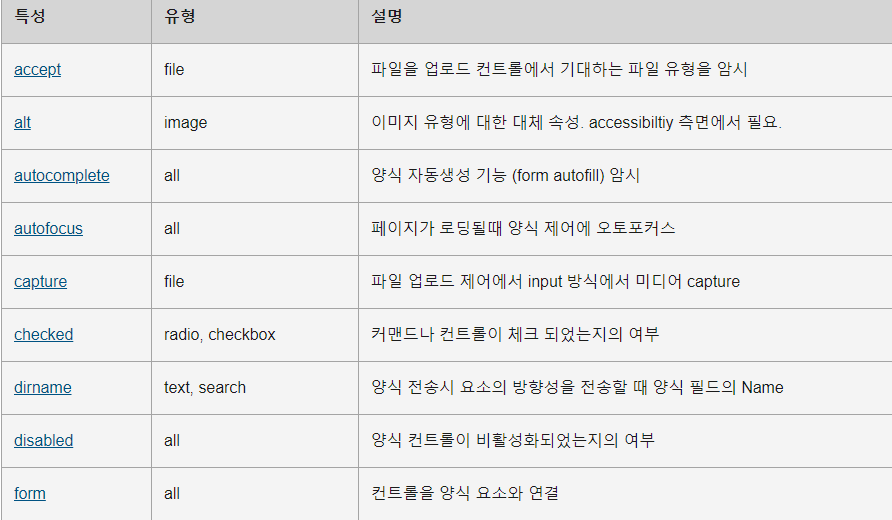 특성 유형 설명
accept file 파일을 업로드 컨트롤에서 기대하는 파일 유형을 암시
alt image 이미지 유형에 대한 대체 속성. accessibiltiy 측면에서 필요.
autocomplete all 양식 자동생성 기능 (form autofill) 암시
autofocus all 페이지가 로딩될때 양식 제어에 오토포커스
capture file 파일 업로드 제어에서 input 방식에서 미디어 capture
checked radio, checkbox 커맨드나 컨트롤이 체크 되었는지의 여부
dirname text, search 양식 전송시 요소의 방향성을 전송할 때 양식 필드의 Name
disabled all 양식 컨트롤이 비활성화되었는지의 여부
form all 컨트롤을 양식 요소와 연결